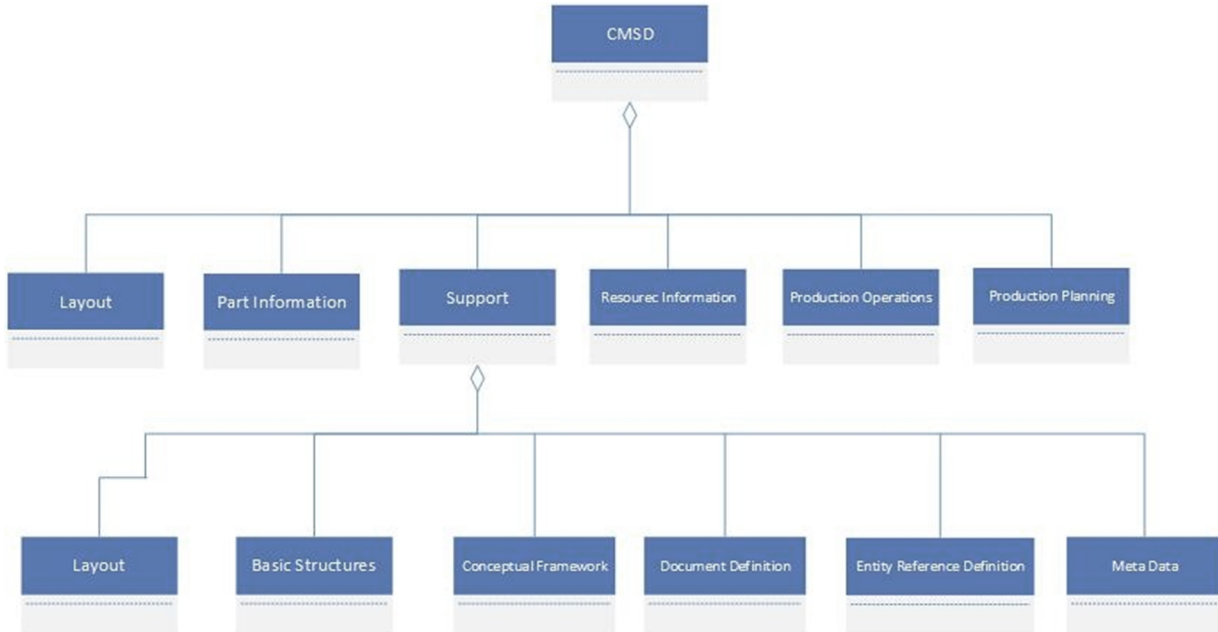 CMSD
Layout
Part Information
Support
Resourec Information
Production Operations
Production Planning
Layout
Basic Structures
Conceptual Framework
Document Definition
Entity Reference Definition
Meta Data